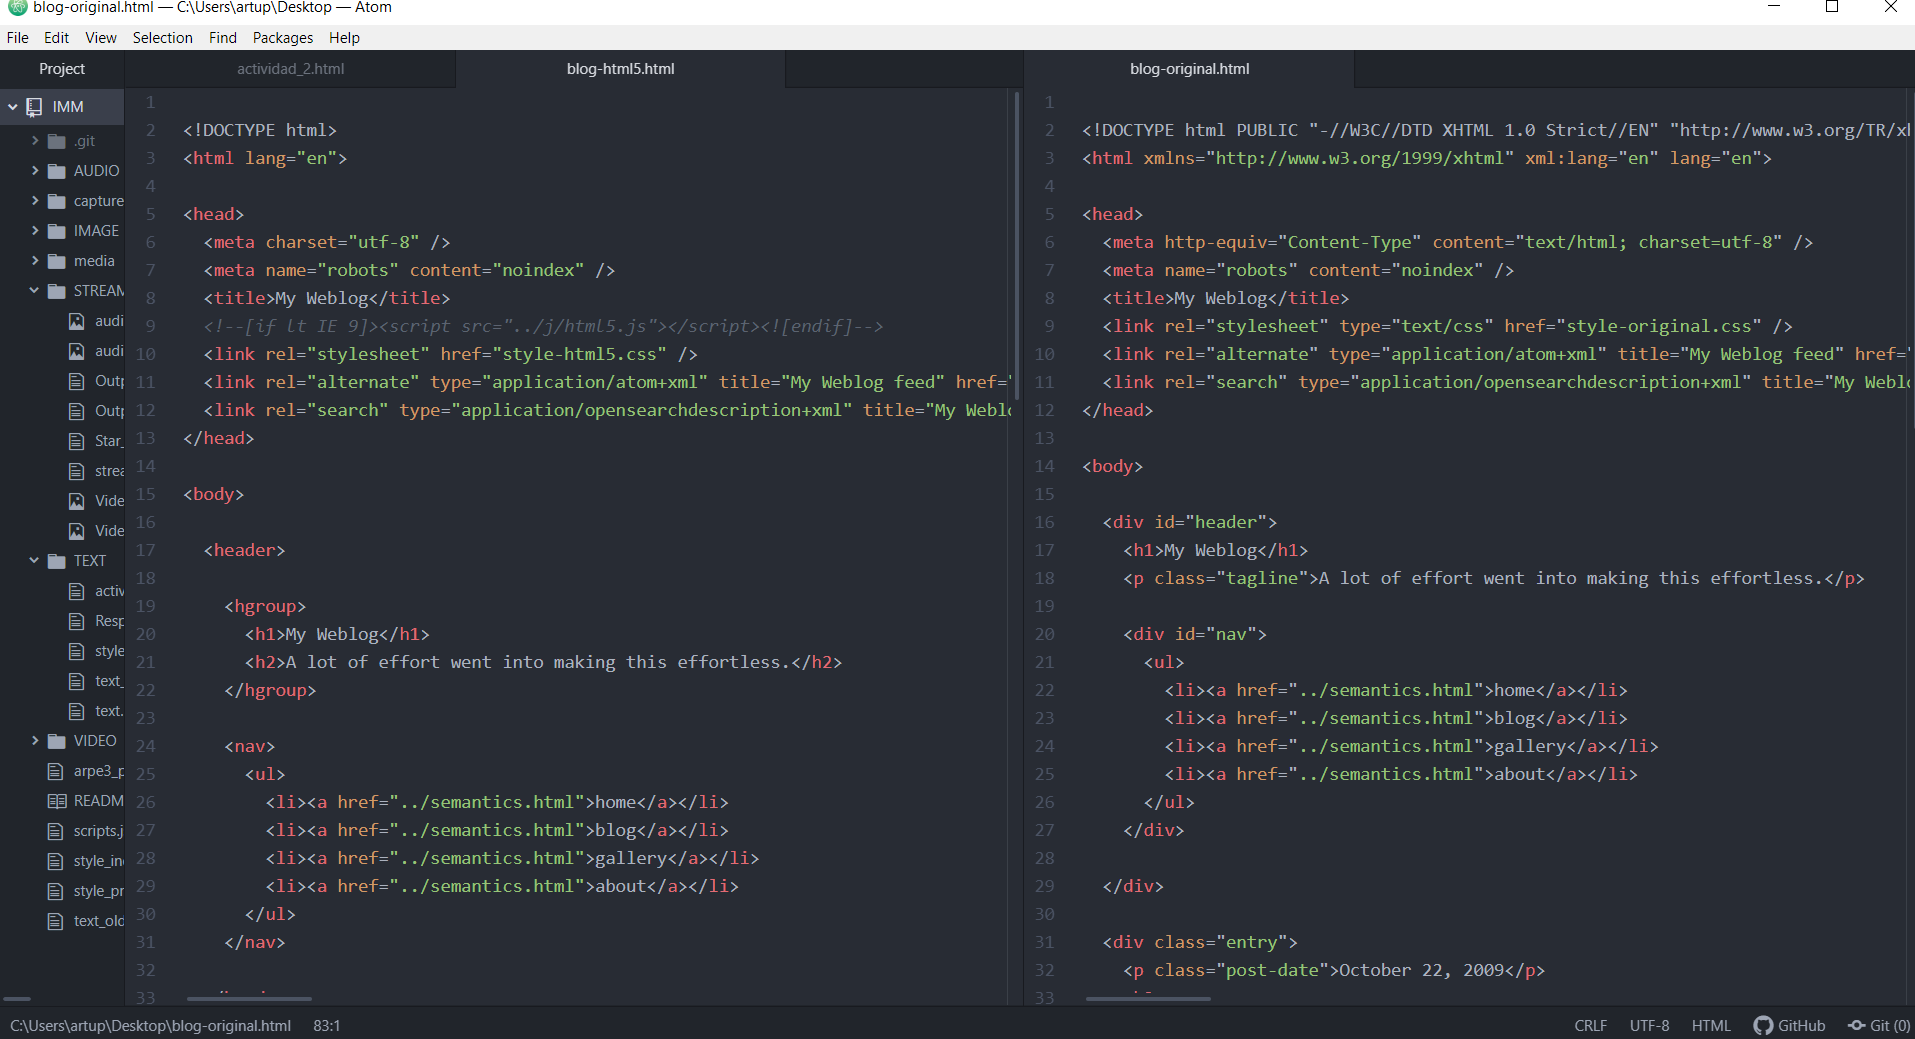 blog-original.html — C:\Users\artup\Desktop — Atom
File Edit View Selection Find Packages Help
Project
IMM
.git
AUDIO
capture
IMAGE
media
STREAM
audi
audi
Outp
Outp
Star_
strea
Vide
Vide
TEXT
activ
Resp
style
text_
text.
VIDEO
arpe3_p
READM
scripts.j
style_in
style_pr
text_old
actividad_2.html
blog-html5.html
1
2 <!DOCTYPE html>
3 <html lang="en">
4
5 <head>
6 <meta charset="utf-8" />
7 <meta name="robots" content="noindex" />
8 <title>My Weblog</title>
9 <!--[if lt IE 9]><script src="../j/html5.js"></script><![endif]-->
10 <link rel="stylesheet" href="style-html5.css" />
11 <link rel="alternate" type="application/atom+xml" title="My Weblog feed" href="
12 <link rel="search" type="application/opensearchdescription+xml" title="My Weblo
13 </head>
14
15 <body>
16
17 <header>
18
19 <hgroup>
20 <h1>My Weblog</h1>
21 <h2>A lot of effort went into making this effortless.</h2>
22 </hgroup>
23
24 <nav>
25 <ul>
26 <li><a href="../semantics.html">home</a></li>
27 <li><a href="../semantics.html">blog</a></li>
28 <li><a href="../semantics.html">gallery</a></li>
29 <li><a href="../semantics.html">about</a></li>
30 </ul>
31 </nav>
32
33
blog-original.html
1
2 <!DOCTYPE html PUBLIC "-//W3C//DTD XHTML 1.0 Strict//EN" "http://www.w3.org/TR/xh
3 <html xmlns="http://www.w3.org/1999/xhtml" xml:lang="en" lang="en">
4
5 <head>
6 <meta http-equiv="Content-Type" content="text/html; charset=utf-8" />
7 <meta name="robots" content="noindex" />
8 <title>My Weblog</title>
9 <link rel="stylesheet" type="text/css" href="style-original.css" />
10 <link rel="alternate" type="application/atom+xml" title="My Weblog feed" href="
11 <link rel="search" type="application/opensearchdescription+xml" title="My Weblo
12 </head>
13
14 <body>
15
16 <div id="header">
17 <h1>My Weblog</h1>
18 <p class="tagline">A lot of effort went into making this effortless.</p>
19
20 <div id="nav">
21 <ul>
22 <li><a href="../semantics.html">home</a></li>
23 <li><a href="../semantics.html">blog</a></li>
24 <li><a href="../semantics.html">gallery</a></li>
25 <li><a href="../semantics.html">about</a></li>
26 </ul>
27 </div>
28
29 </div>
30
31 <div class="entry">
32 <p class="post-date">October 22, 2009</p>
33
C:\Users\artup\Desktop\blog-original.html 83:1 CRLF UTF-8 HTML GitHub Git (0)